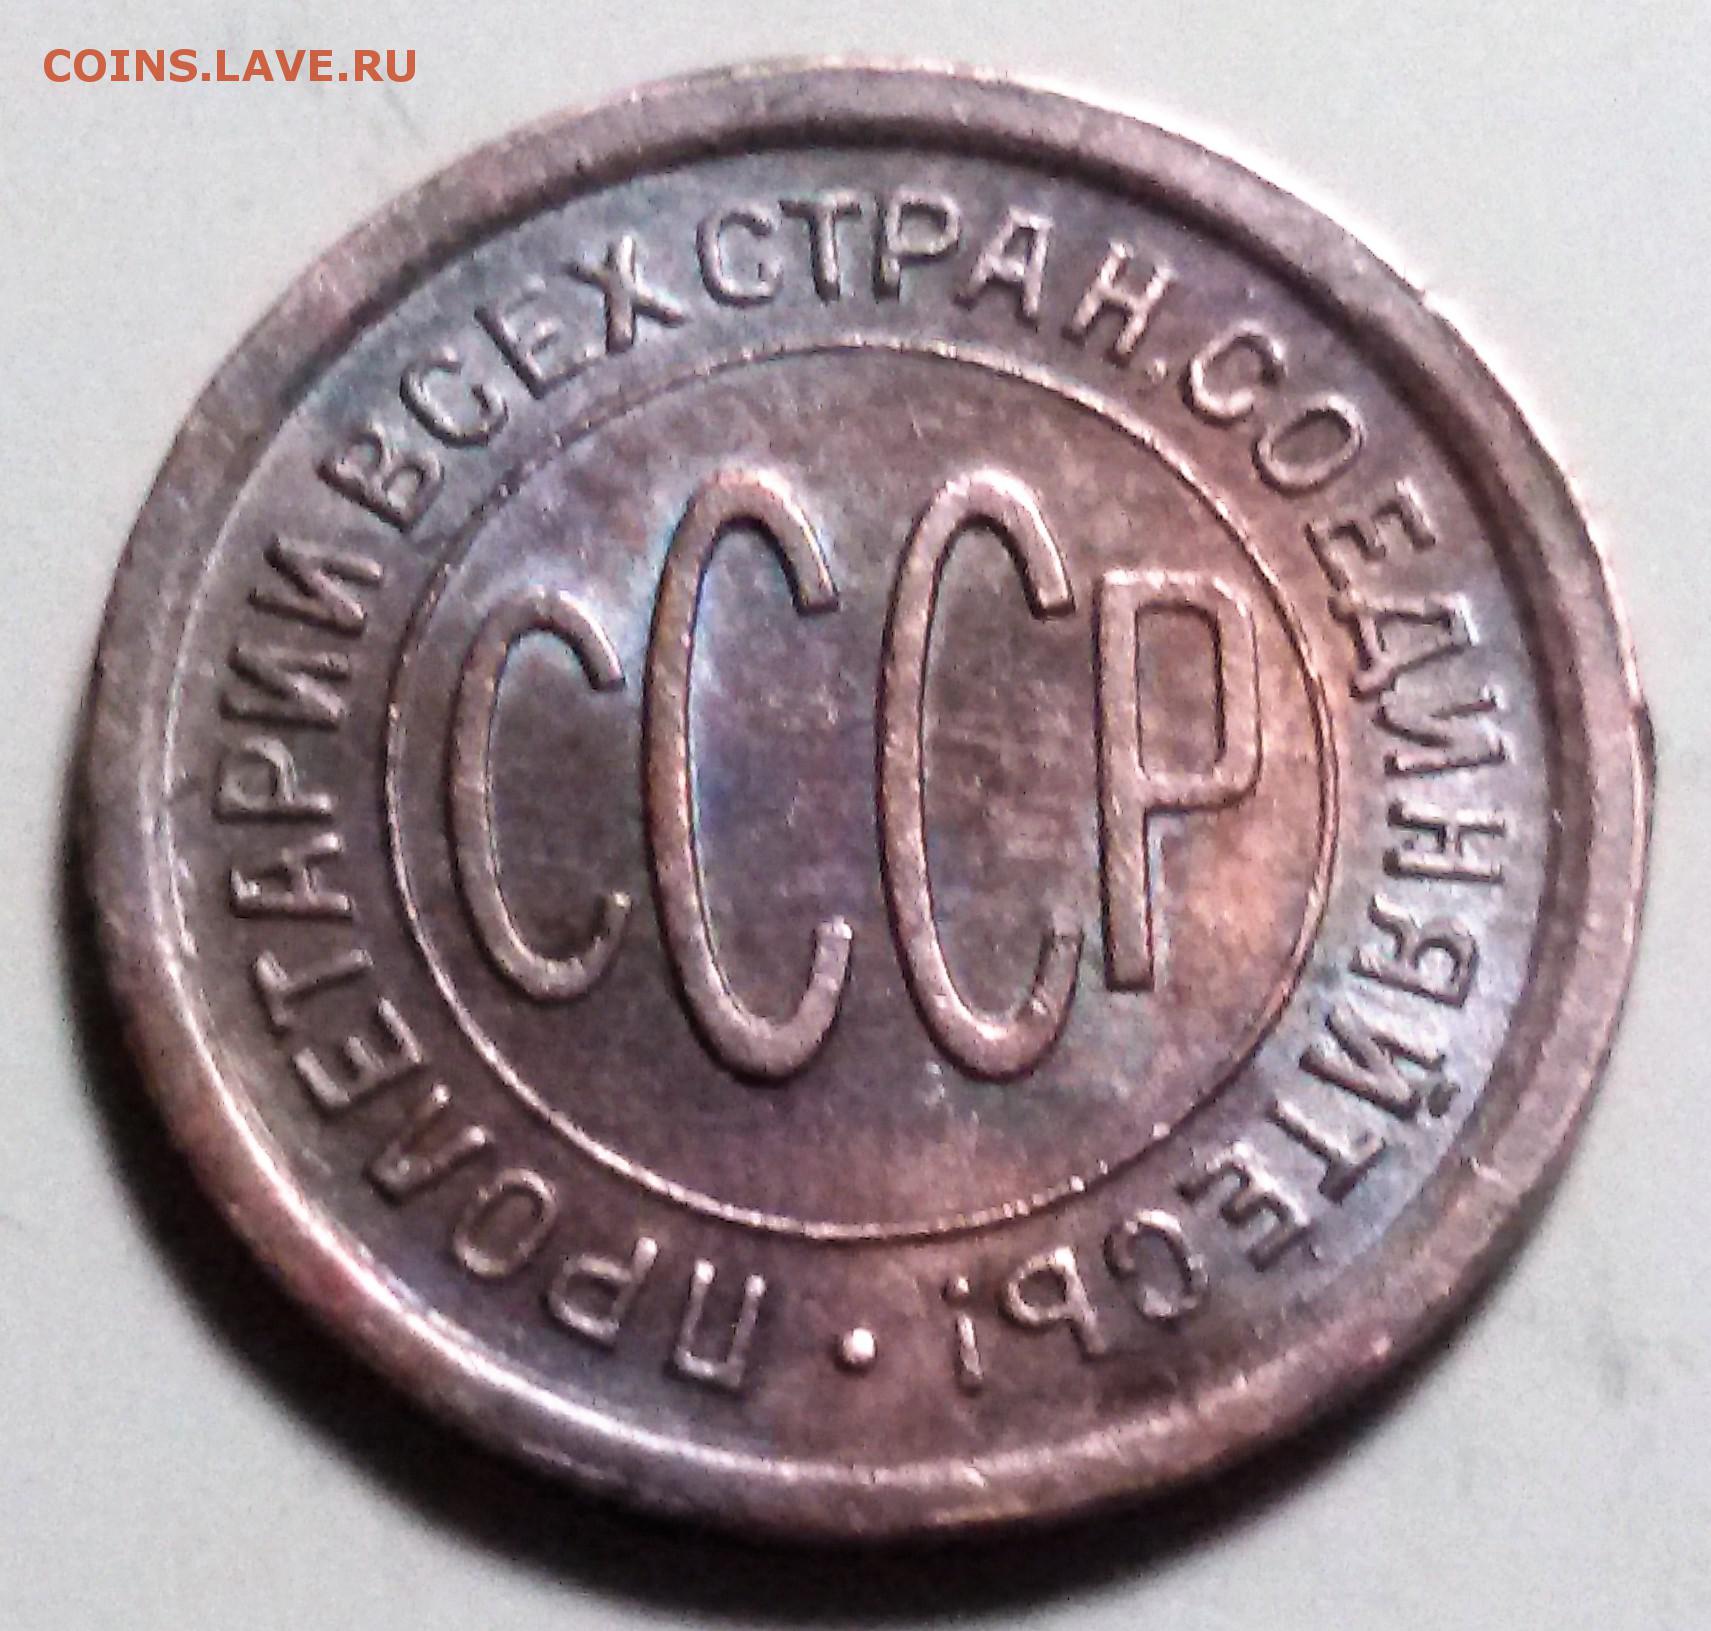 COINS.LAVE.RU
ПРОЛЕТАРИИ ВСЕХ СТРАН, СОЕДИНЯЙТЕСЬ! •
СССР